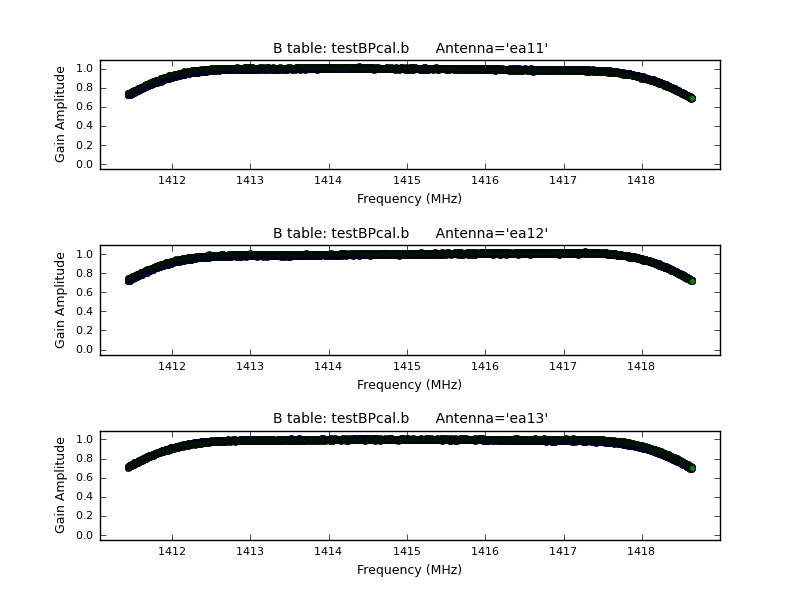 B table: testBPcal.b      Antenna='ea11'
Gain Amplitude
1.0
0.8
0.6
0.4
0.2
0.0
1412 1413 1414 1415 1416 1417 1418
Frequency (MHz)
B table: testBPcal.b      Antenna='ea12'
Gain Amplitude
1.0
0.8
0.6
0.4
0.2
0.0
1412 1413 1414 1415 1416 1417 1418
Frequency (MHz)
B table: testBPcal.b      Antenna='ea13'
Gain Amplitude
1.0
0.8
0.6
0.4
0.2
0.0
1412 1413 1414 1415 1416 1417 1418
Frequency (MHz)